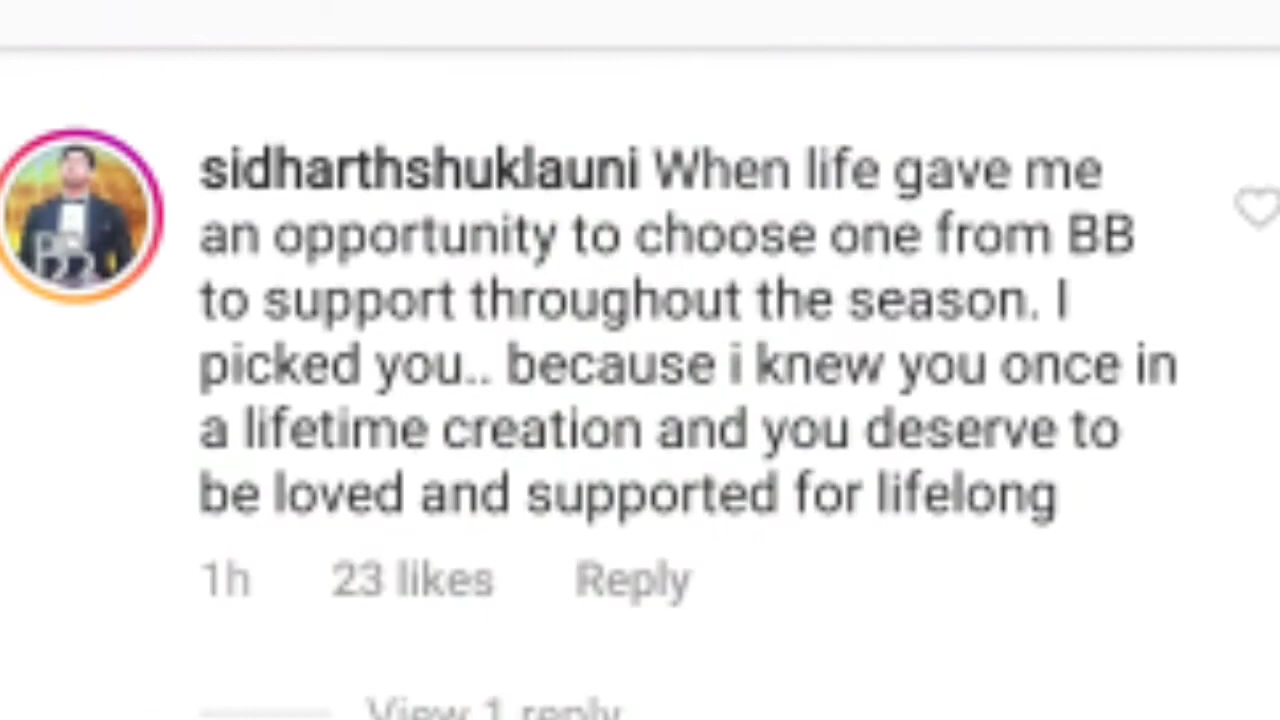 sidharthshuklauni When life gave me
an opportunity to choose one from BB
to support throughout the season. I
picked you.. because i knew you once in
a lifetime creation and you deserve to
be loved and supported for lifelong
1h 23 likes Reply
View 1 reply